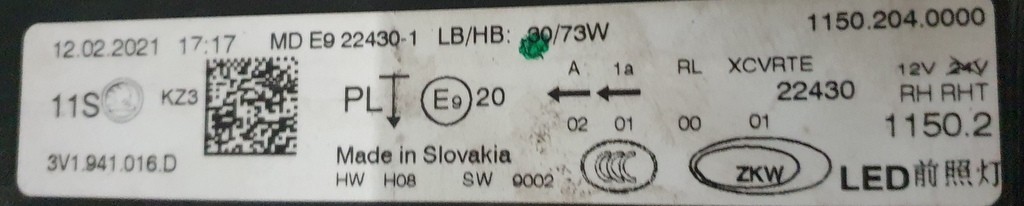 12.02.2021 17:17 MD E9 22430-1 LB/HB: 30/73W 1150.204.0000
11S KZ3 PL E9 20 A 1a RL XCVRTE 12V 24V
22430 RH RHT
02 01 00 01 1150.2
3V1.941.016.D Made in Slovakia CCC ZKW LED前照灯
HW H08 SW 0002